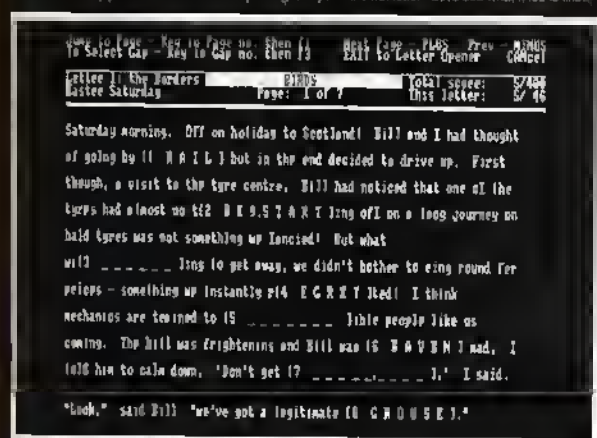 Jump to Page - Key in Page no. then [] Next Page - PLUS Prev - MINUS
To Select Gap - Key in Gap no. then [] EXIT to Letter Opener CANcel
Letter 1: the Borders BIRDS Total score: 5/
Easter Saturday Page: 1 of 7 This letter: 5/ 46
Saturday morning. Off on holiday to Scotland! Bill and I had thought
of going by [1 R A I L ] but in the end decided to drive up. First
though, a visit to the tyre centre. Bill had noticed that one of the
tyres had almost no t[2 R E A D. S T A R T ]ing off on a long journey on
bald tyres was not something we fancied! But what
wi[3 _ _ _ _ _ _ ]ing to get away, we didn't bother to ring round for
prices - something we instantly r[4 E G R E T ]ted! I think
mechanics are trained to [5 _ _ _ _ _ _ _ _ ]ible people like us
coming. The bill was frightening and Bill was [6 R A V E N ] mad. I
told him to calm down. 'Don't get [7 _ _ _ _ _ _._ _ _ _ ].' I said.
"Look," said Bill "we've got a legitimate [8 G R O U S E ]."